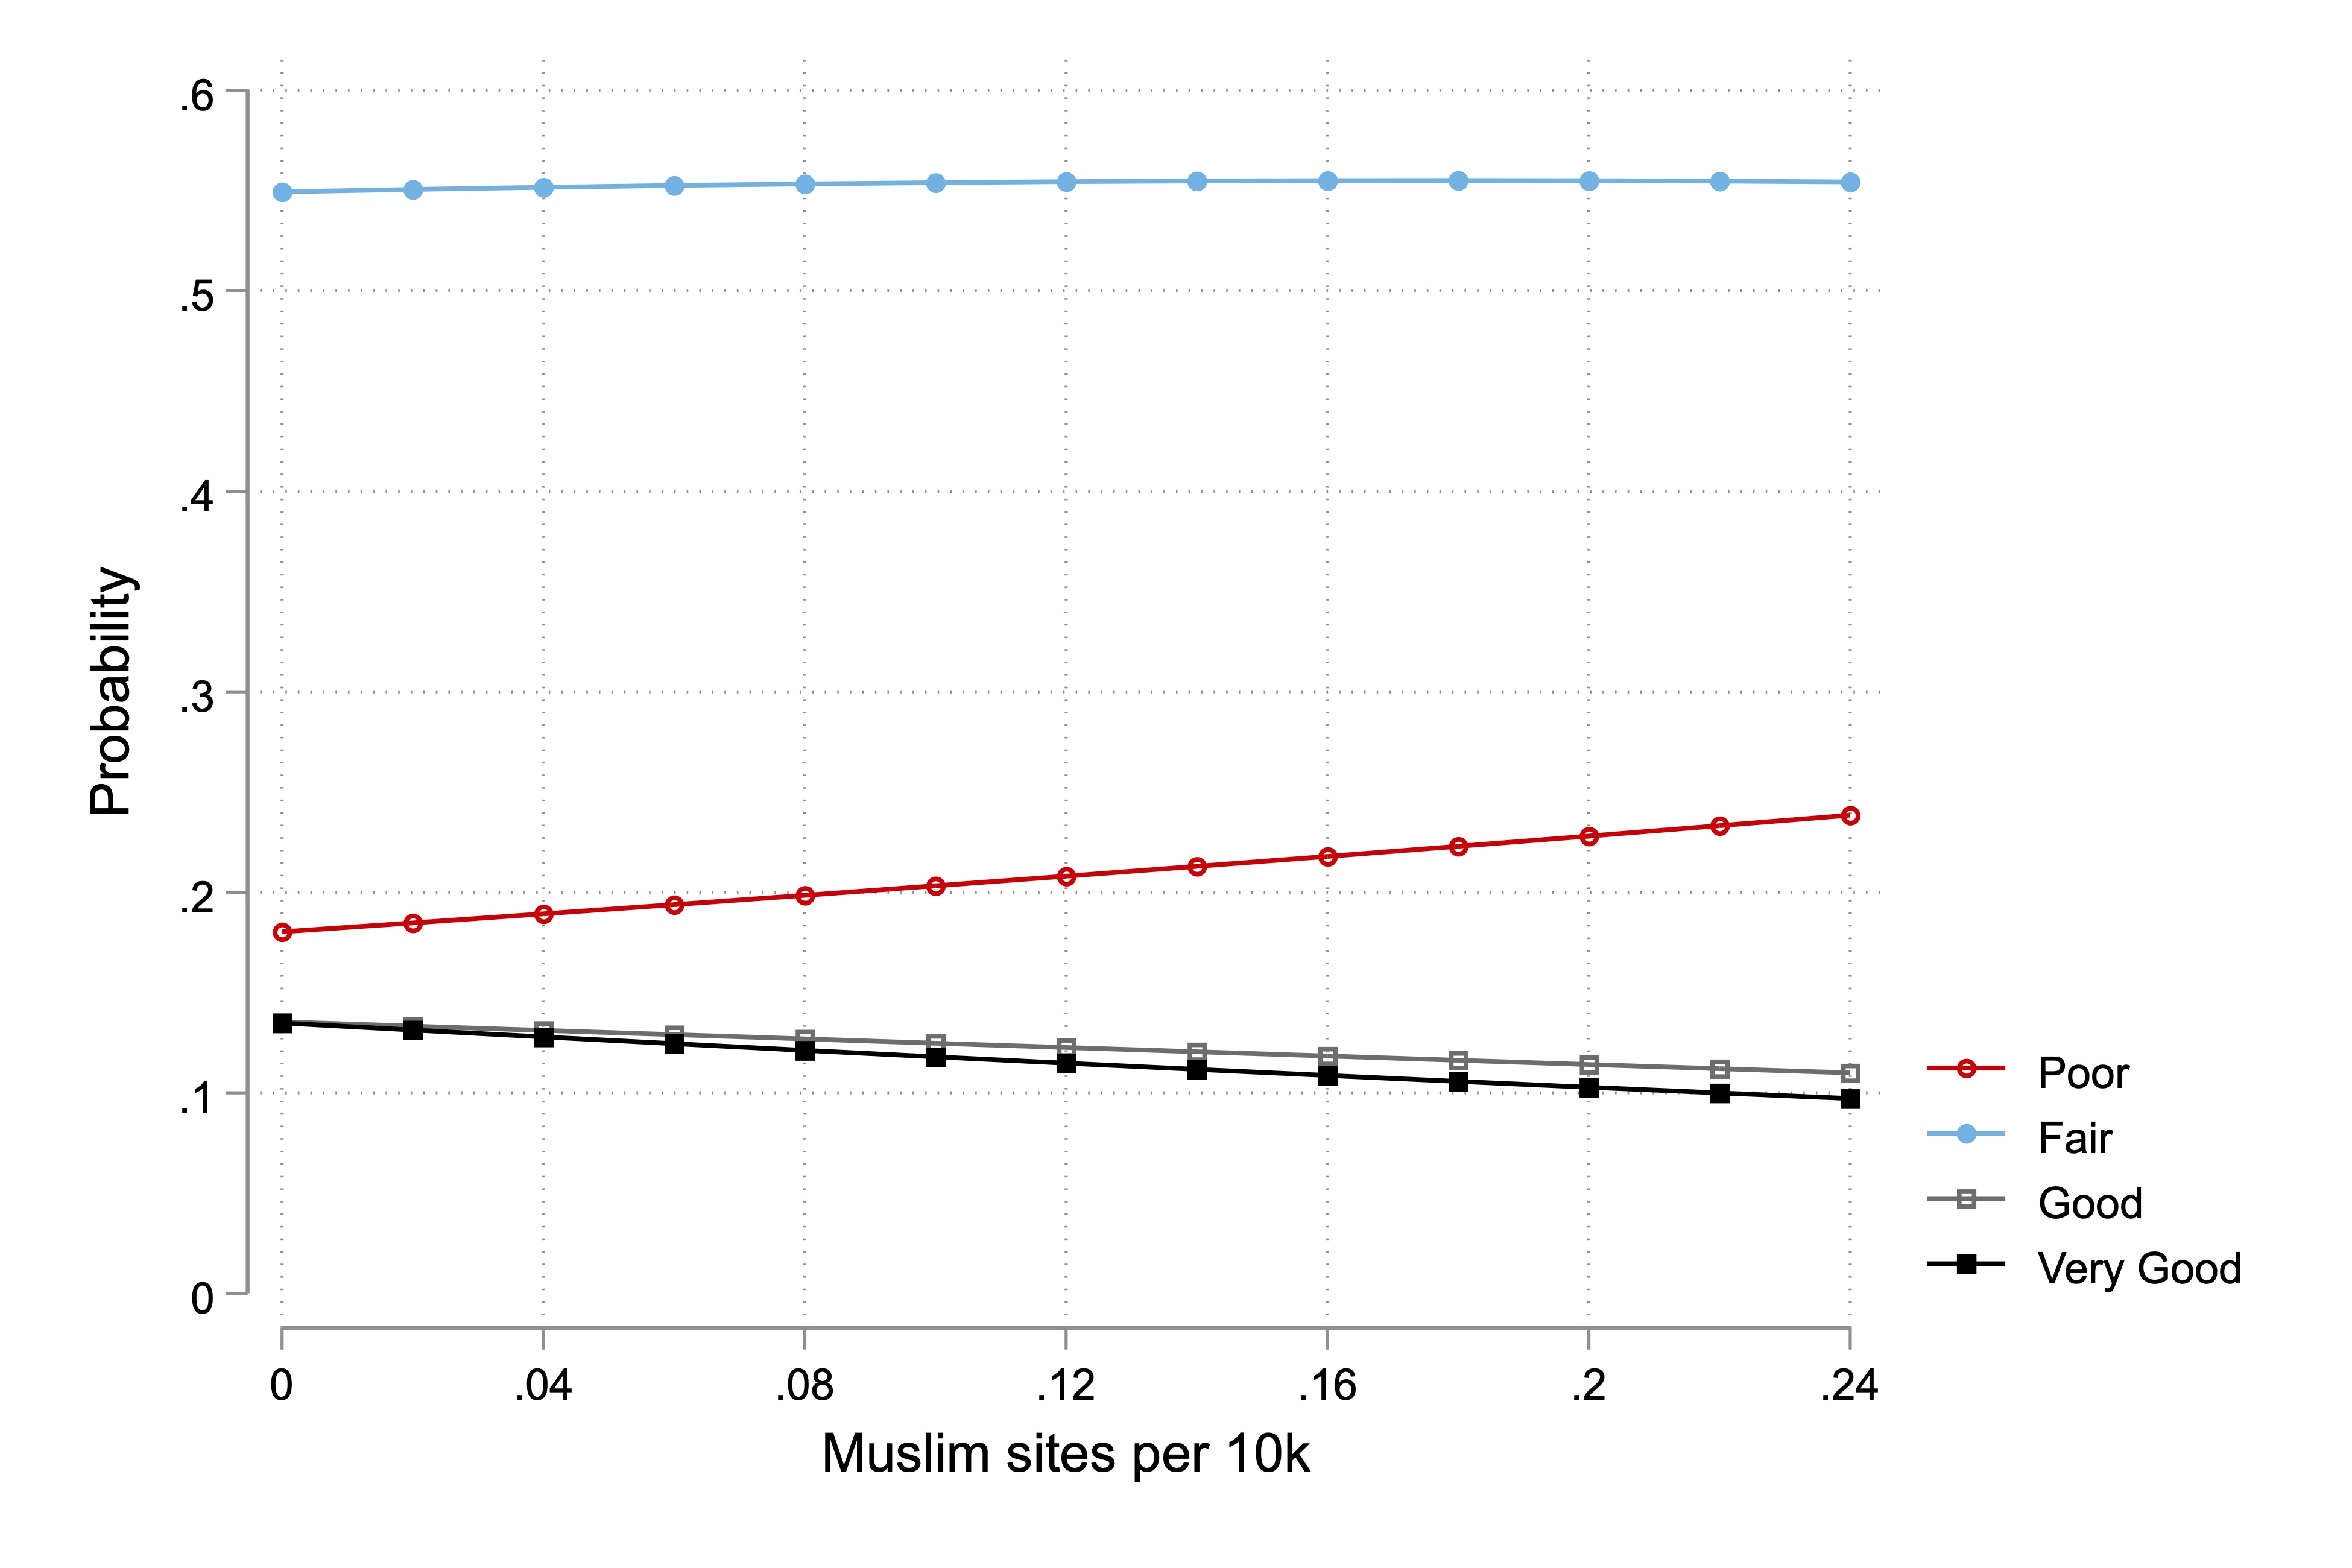 Probability
.6
.5
.4
.3
.2
.1
0
0 .04 .08 .12 .16 .2 .24
Muslim sites per 10k
Poor
Fair
Good
Very Good